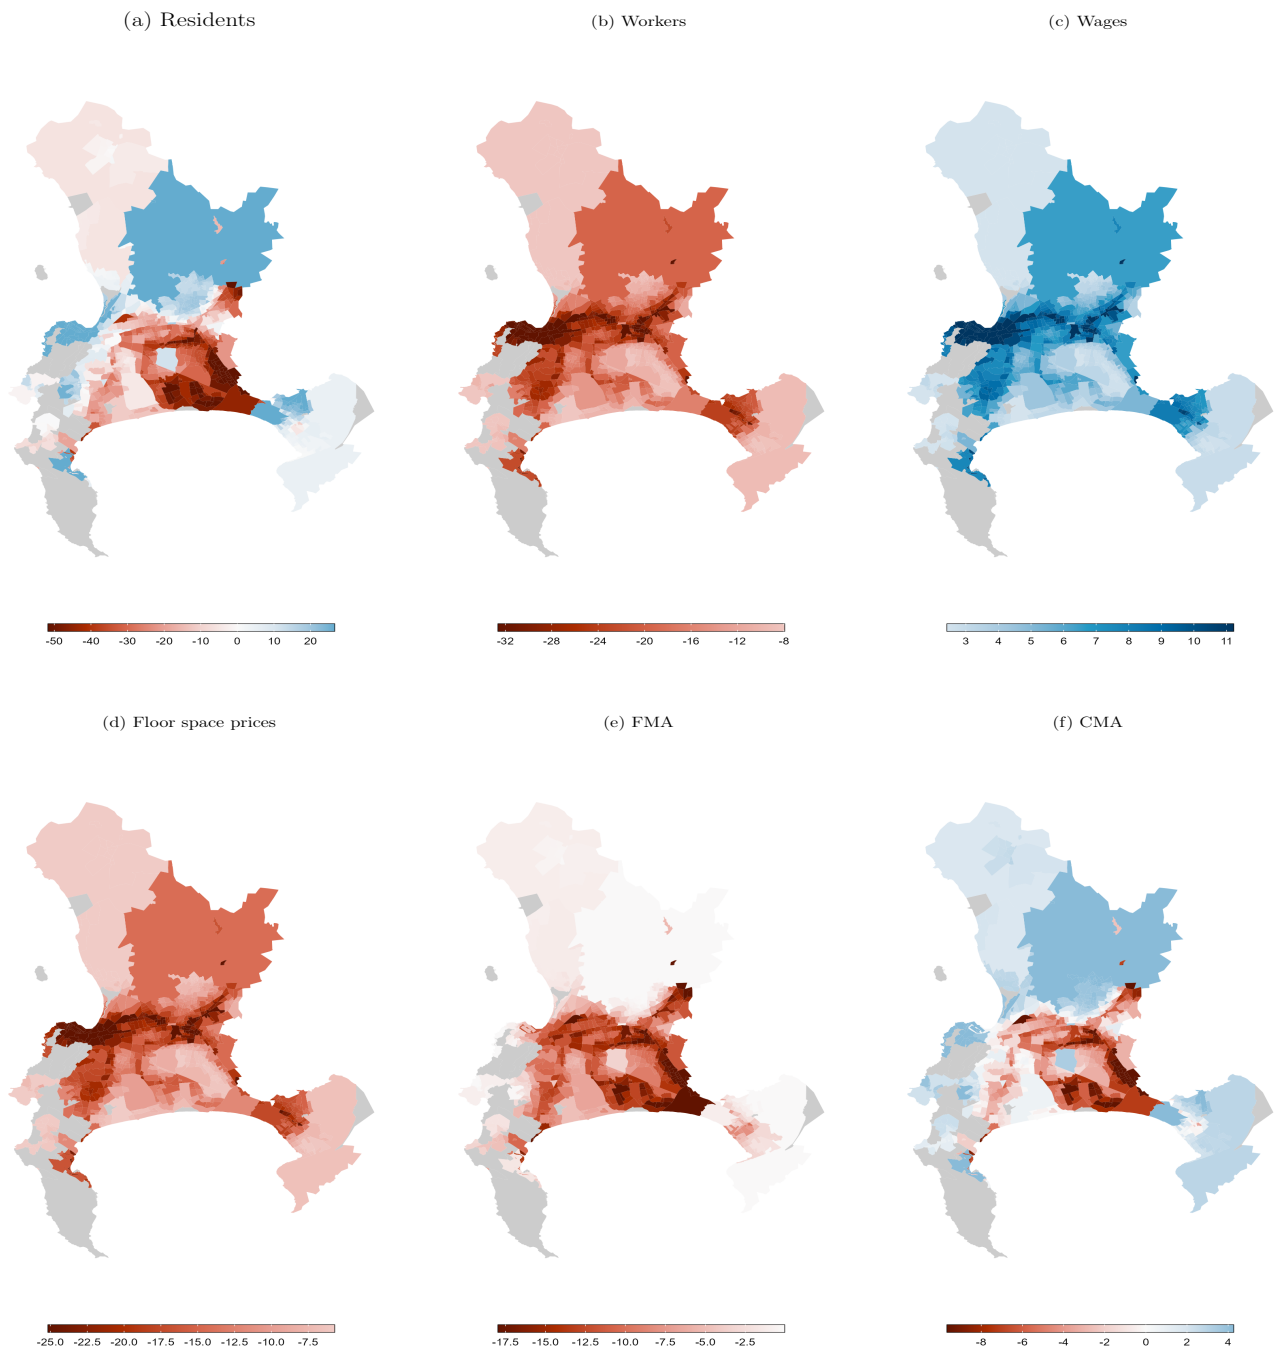 (a) Residents
(b) Workers
(c) Wages
-50 -40 -30 -20 -10 0 10 20
-32 -28 -24 -20 -16 -12 -8
3 4 5 6 7 8 9 10 11
(d) Floor space prices
(e) FMA
(f) CMA
-25.0 -22.5 -20.0 -17.5 -15.0 -12.5 -10.0 -7.5
-17.5 -15.0 -12.5 -10.0 -7.5 -5.0 -2.5
-8 -6 -4 -2 0 2 4